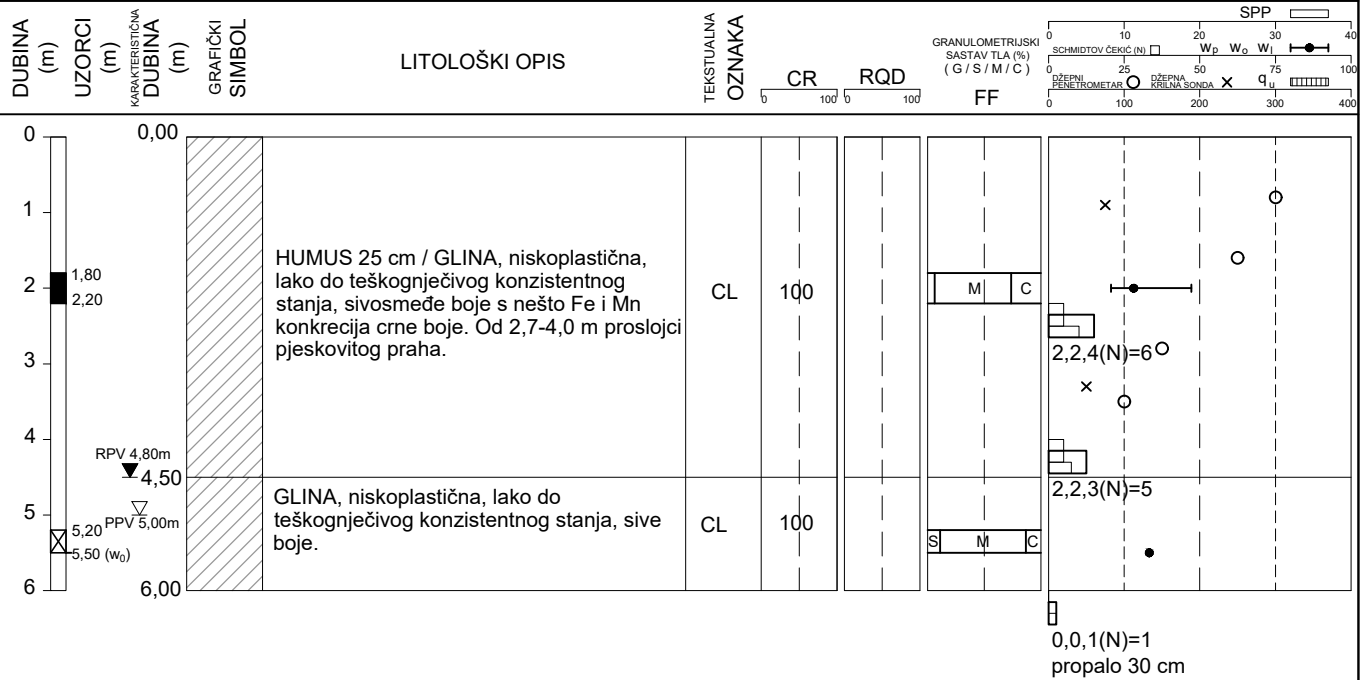 DUBINA
(m)
UZORCI
(m)
KARAKTERISTIČNA
DUBINA
(m)
GRAFIČKI
SIMBOL
LITOLOŠKI OPIS
TEKSTUALNA
OZNAKA
CR
0 100
RQD
0 100
GRANULOMETRIJSKI
SASTAV TLA (%)
( G / S / M / C )
FF
SPP
0 10 20 30 40
SCHMIDTOV ČEKIĆ (N)
wp wo wl
0 25 50 75 100
DŽEPNI
PENETROMETAR
DŽEPNA
KRILNA SONDA
qu
0 100 200 300 400
0
0,00
1
1,80
2
2,20
3
4
RPV 4,80m
4,50
5
PPV 5,00m
5,20
5,50 (w0)
6
6,00
HUMUS 25 cm / GLINA, niskoplastična,
lako do teškognječivog konzistentnog
stanja, sivosmeđe boje s nešto Fe i Mn
konkrecija crne boje. Od 2,7-4,0 m proslojci
pjeskovitog praha.
CL
100
M C
2,2,4(N)=6
2,2,3(N)=5
GLINA, niskoplastična, lako do
teškognječivog konzistentnog stanja, sive
boje.
CL
100
S M C
0,0,1(N)=1
propalo 30 cm